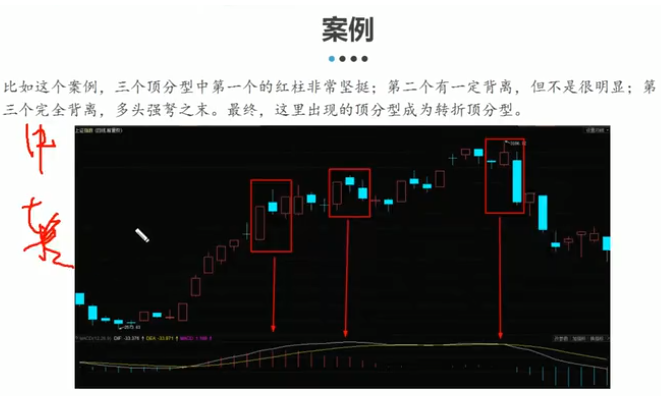 案例
比如这个案例，三个顶分型中第一个的红柱非常坚挺；第二个有一定背离，但不是很明显；第
三个完全背离，多头强弩之末。最终，这里出现的顶分型成为转折顶分型。